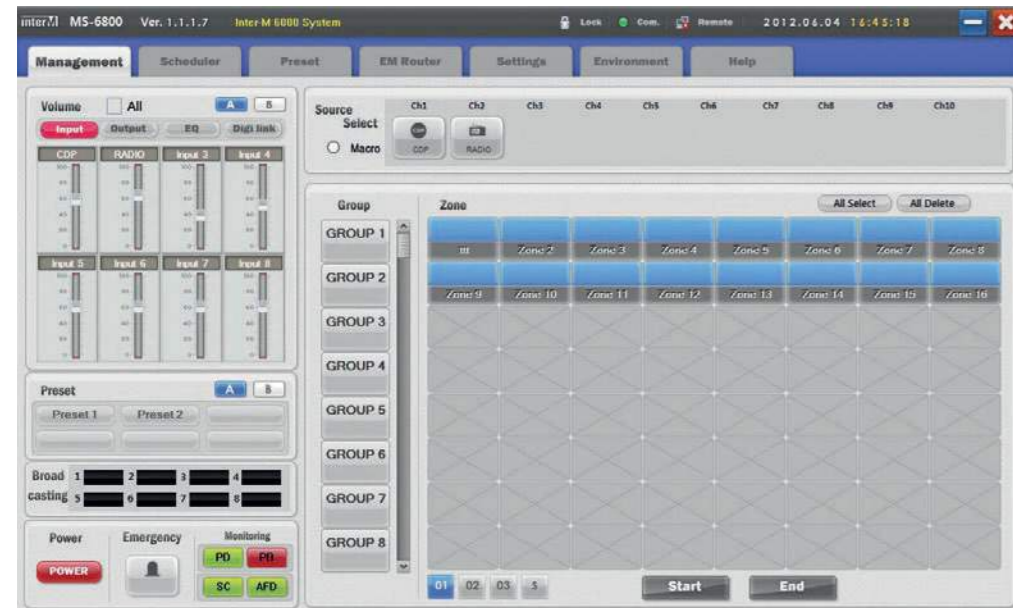 inter M MS-6800 Ver. 1.1.1.7 Inter-M 6000 System Lock Com. Remote 2012.06.04 16:45:18
Management Scheduler Preset EM Router Settings Environment Help
Volume All A B
Input Output EQ Digi link
CDP RADIO Input 3 Input 4
Input 5 Input 6 Input 7 Input 8
Preset A B
Preset 1 Preset 2
Broad casting 1 2 3 4
5 6 7 8
Power Emergency Monitoring
POWER PD PD
SC AFD
Source Select Ch1 Ch2 Ch3 Ch4 Ch5 Ch6 Ch7 Ch8 Ch9 Ch10
Macro CDP RADIO
Group Zone All Select All Delete
GROUP 1
Zone 2 Zone 3 Zone 4 Zone 5 Zone 6 Zone 7 Zone 8
GROUP 2
Zone 9 Zone 10 Zone 11 Zone 12 Zone 13 Zone 14 Zone 15 Zone 16
GROUP 3
GROUP 4
GROUP 5
GROUP 6
GROUP 7
GROUP 8
01 02 03 S Start End